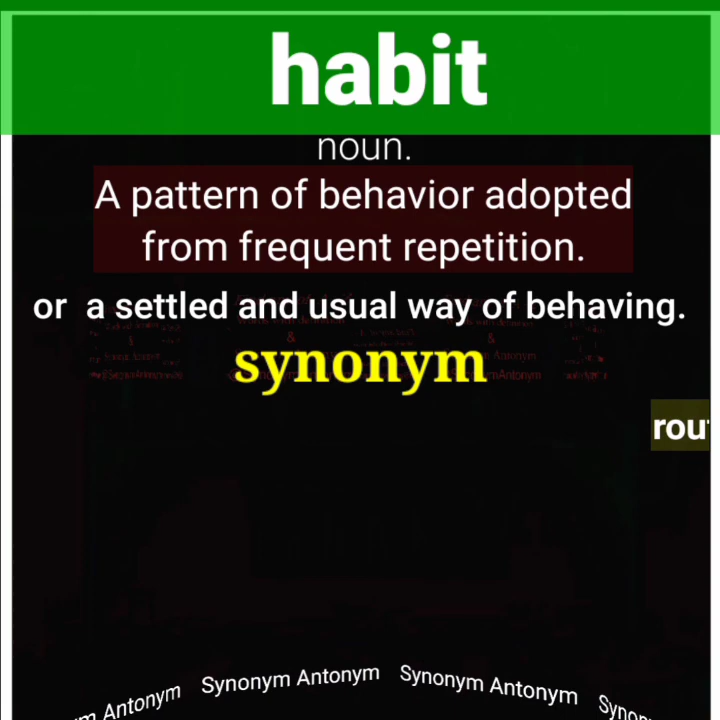 habit
noun.
A pattern of behavior adopted
from frequent repetition.
or a settled and usual way of behaving.
synonym
rou
Antonym Synonym Antonym Synonym Antonym